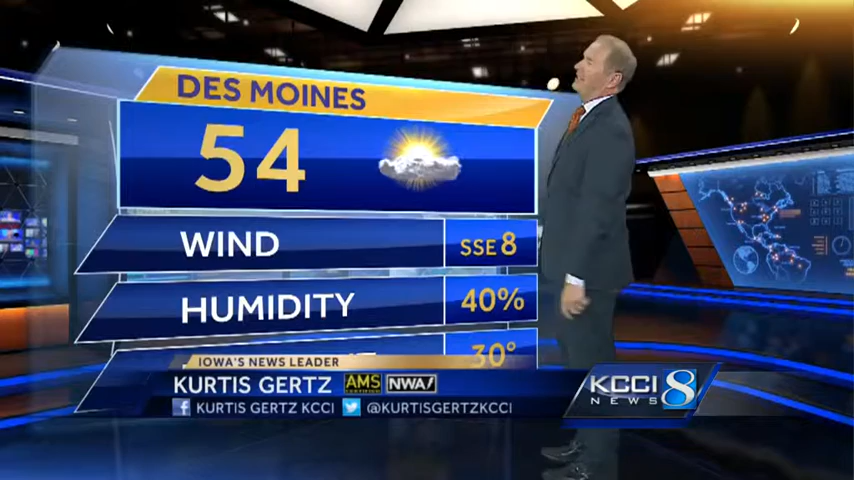 DES MOINES
54
WIND SSE 8
HUMIDITY 40%
30°
IOWA'S NEWS LEADER
KURTIS GERTZ AMS CERTIFIED NWA
KURTIS GERTZ KCCI @KURTISGERTZKCCI
KCCI 8
NEWS